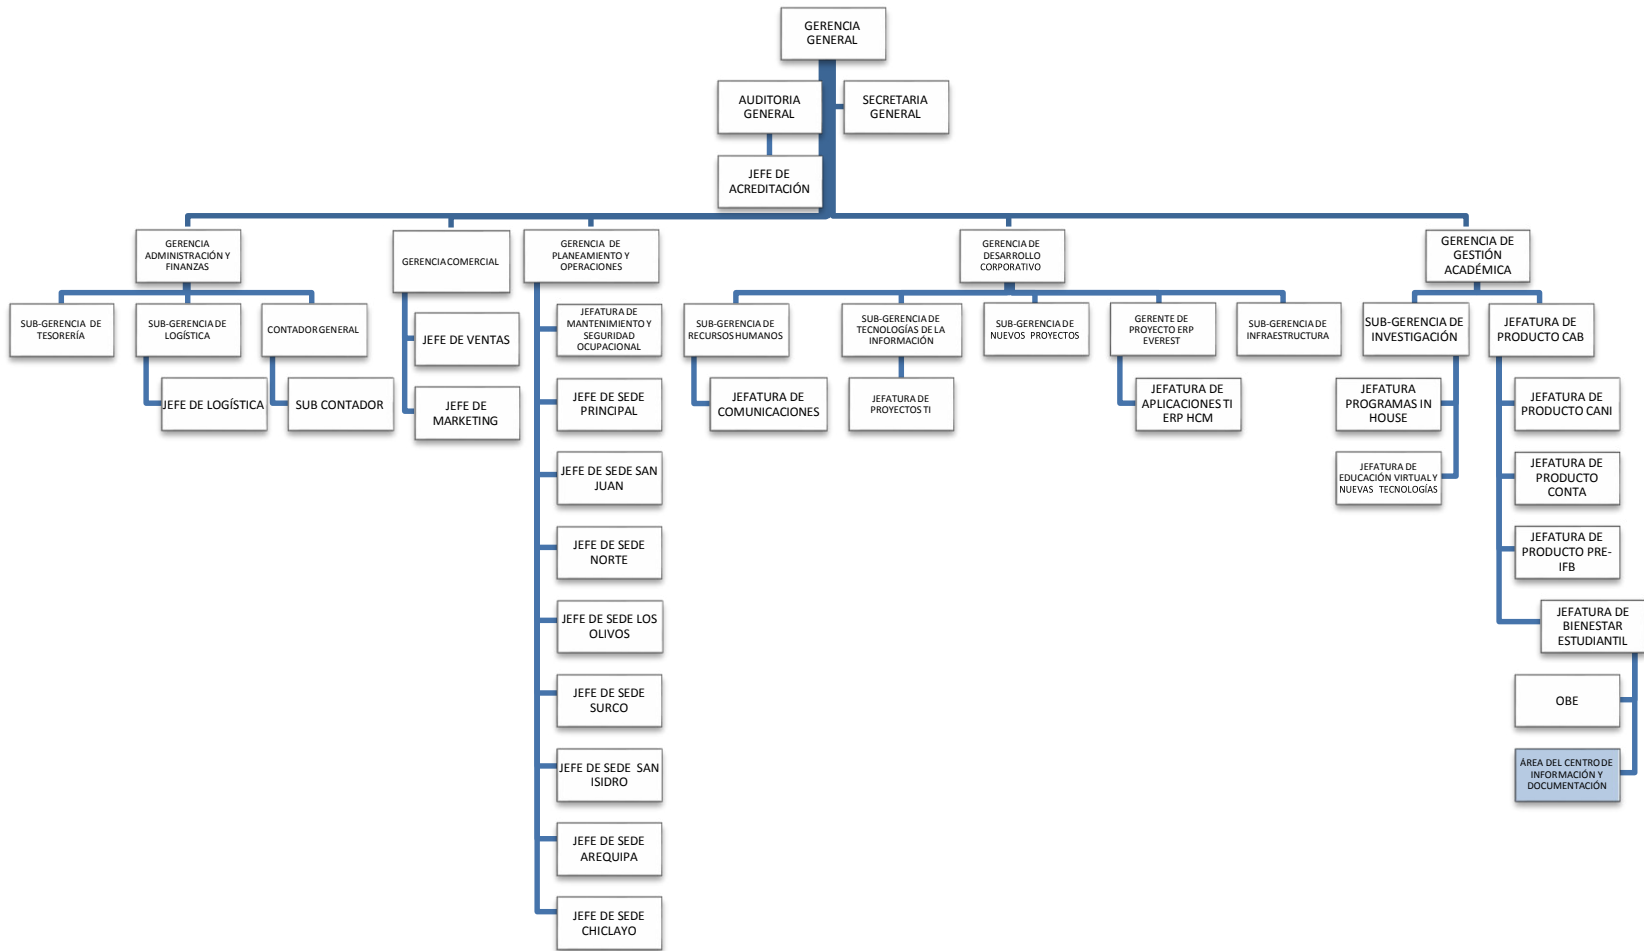 GERENCIA
GENERAL
AUDITORIA
GENERAL
SECRETARIA
GENERAL
JEFE DE
ACREDITACIÓN
GERENCIA
ADMINISTRACIÓN Y
FINANZAS
GERENCIA COMERCIAL
GERENCIA DE
PLANEAMIENTO Y
OPERACIONES
GERENCIA DE
DESARROLLO
CORPORATIVO
GERENCIA DE
GESTIÓN
ACADÉMICA
SUB-GERENCIA DE
TESORERÍA
SUB-GERENCIA DE
LOGÍSTICA
CONTADOR GENERAL
JEFE DE LOGÍSTICA
SUB CONTADOR
JEFE DE VENTAS
JEFE DE
MARKETING
JEFATURA DE
MANTENIMIENTO Y
SEGURIDAD
OCUPACIONAL
JEFE DE SEDE
PRINCIPAL
JEFE DE SEDE SAN
JUAN
JEFE DE SEDE
NORTE
JEFE DE SEDE LOS
OLIVOS
JEFE DE SEDE
SURCO
JEFE DE SEDE SAN
ISIDRO
JEFE DE SEDE
AREQUIPA
JEFE DE SEDE
CHICLAYO
SUB-GERENCIA DE
RECURSOS HUMANOS
SUB-GERENCIA DE
TECNOLOGÍAS DE LA
INFORMACIÓN
SUB-GERENCIA DE
NUEVOS PROYECTOS
GERENTE DE
PROYECTO ERP
EVEREST
SUB-GERENCIA DE
INFRAESTRUCTURA
JEFATURA DE
COMUNICACIONES
JEFATURA DE
PROYECTOS TI
JEFATURA DE
APLICACIONES TI
ERP HCM
SUB-GERENCIA DE
INVESTIGACIÓN
JEFATURA DE
PRODUCTO CAB
JEFATURA
PROGRAMAS IN
HOUSE
JEFATURA DE
EDUCACIÓN VIRTUAL Y
NUEVAS TECNOLOGÍAS
JEFATURA DE
PRODUCTO CANI
JEFATURA DE
PRODUCTO
CONTA
JEFATURA DE
PRODUCTO PRE-
IFB
JEFATURA DE
BIENESTAR
ESTUDIANTIL
OBE
ÁREA DEL CENTRO DE
INFORMACIÓN Y
DOCUMENTACIÓN